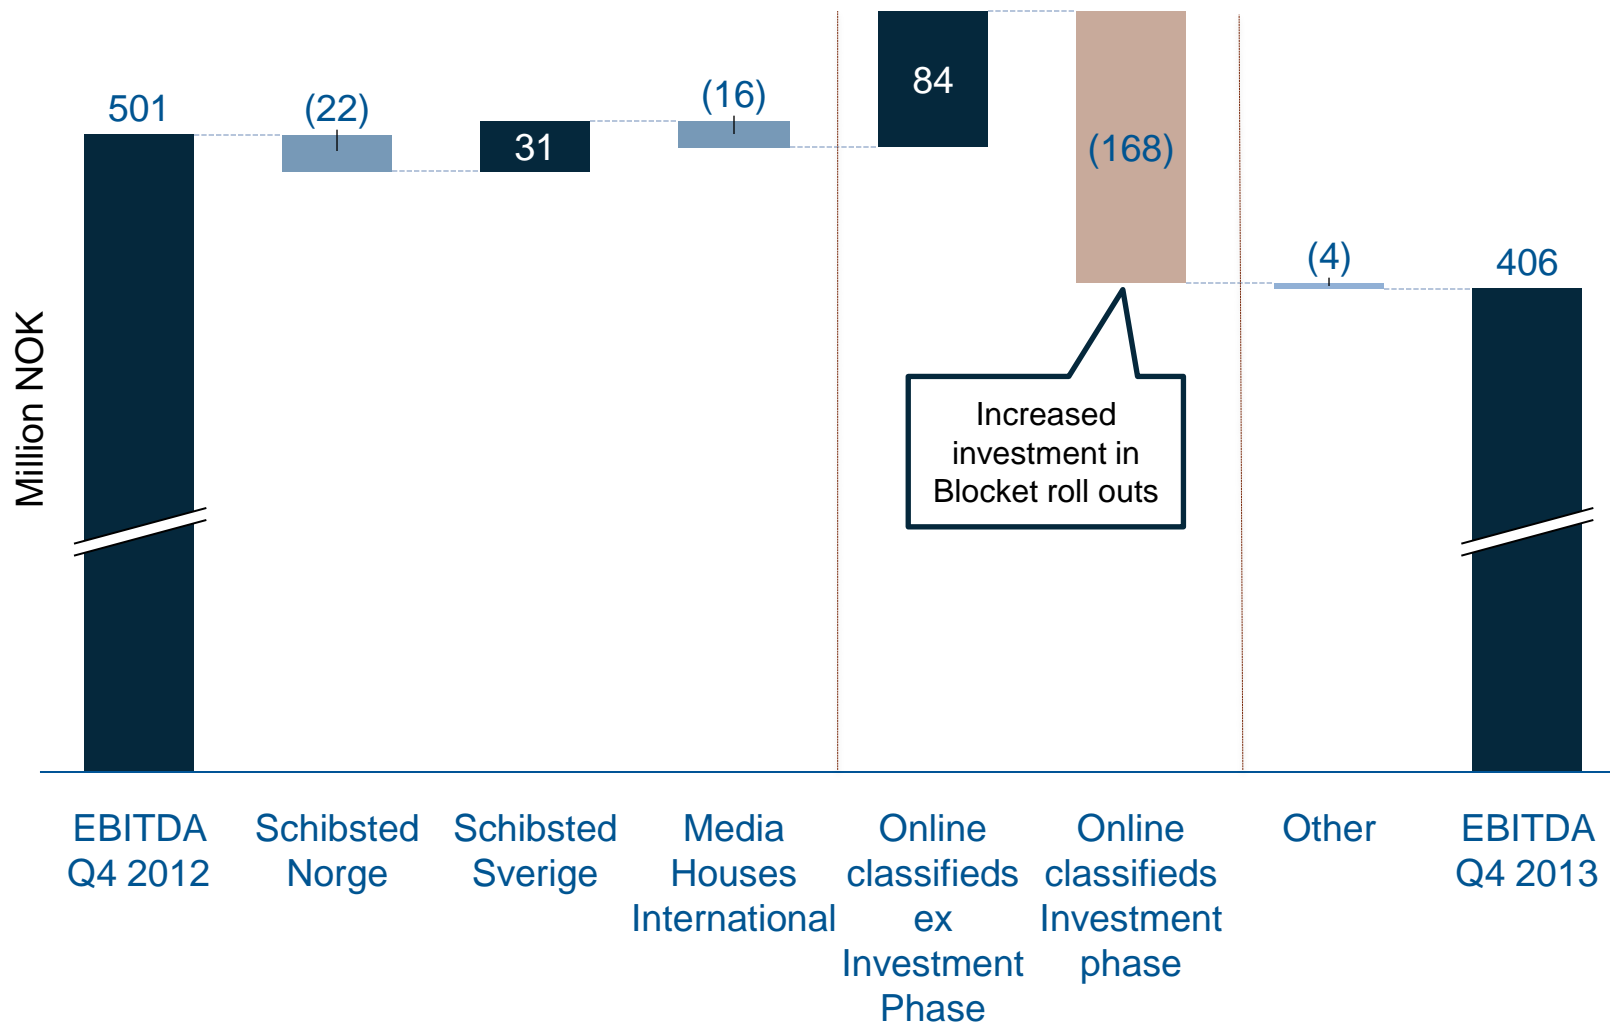 Million NOK
501
(22)
31
(16)
84
(168)
(4)
406
Increased
investment in
Blocket roll outs
EBITDA
Q4 2012
Schibsted
Norge
Schibsted
Sverige
Media
Houses
International
Online
classifieds
ex
Investment
Phase
Online
classifieds
Investment
phase
Other
EBITDA
Q4 2013